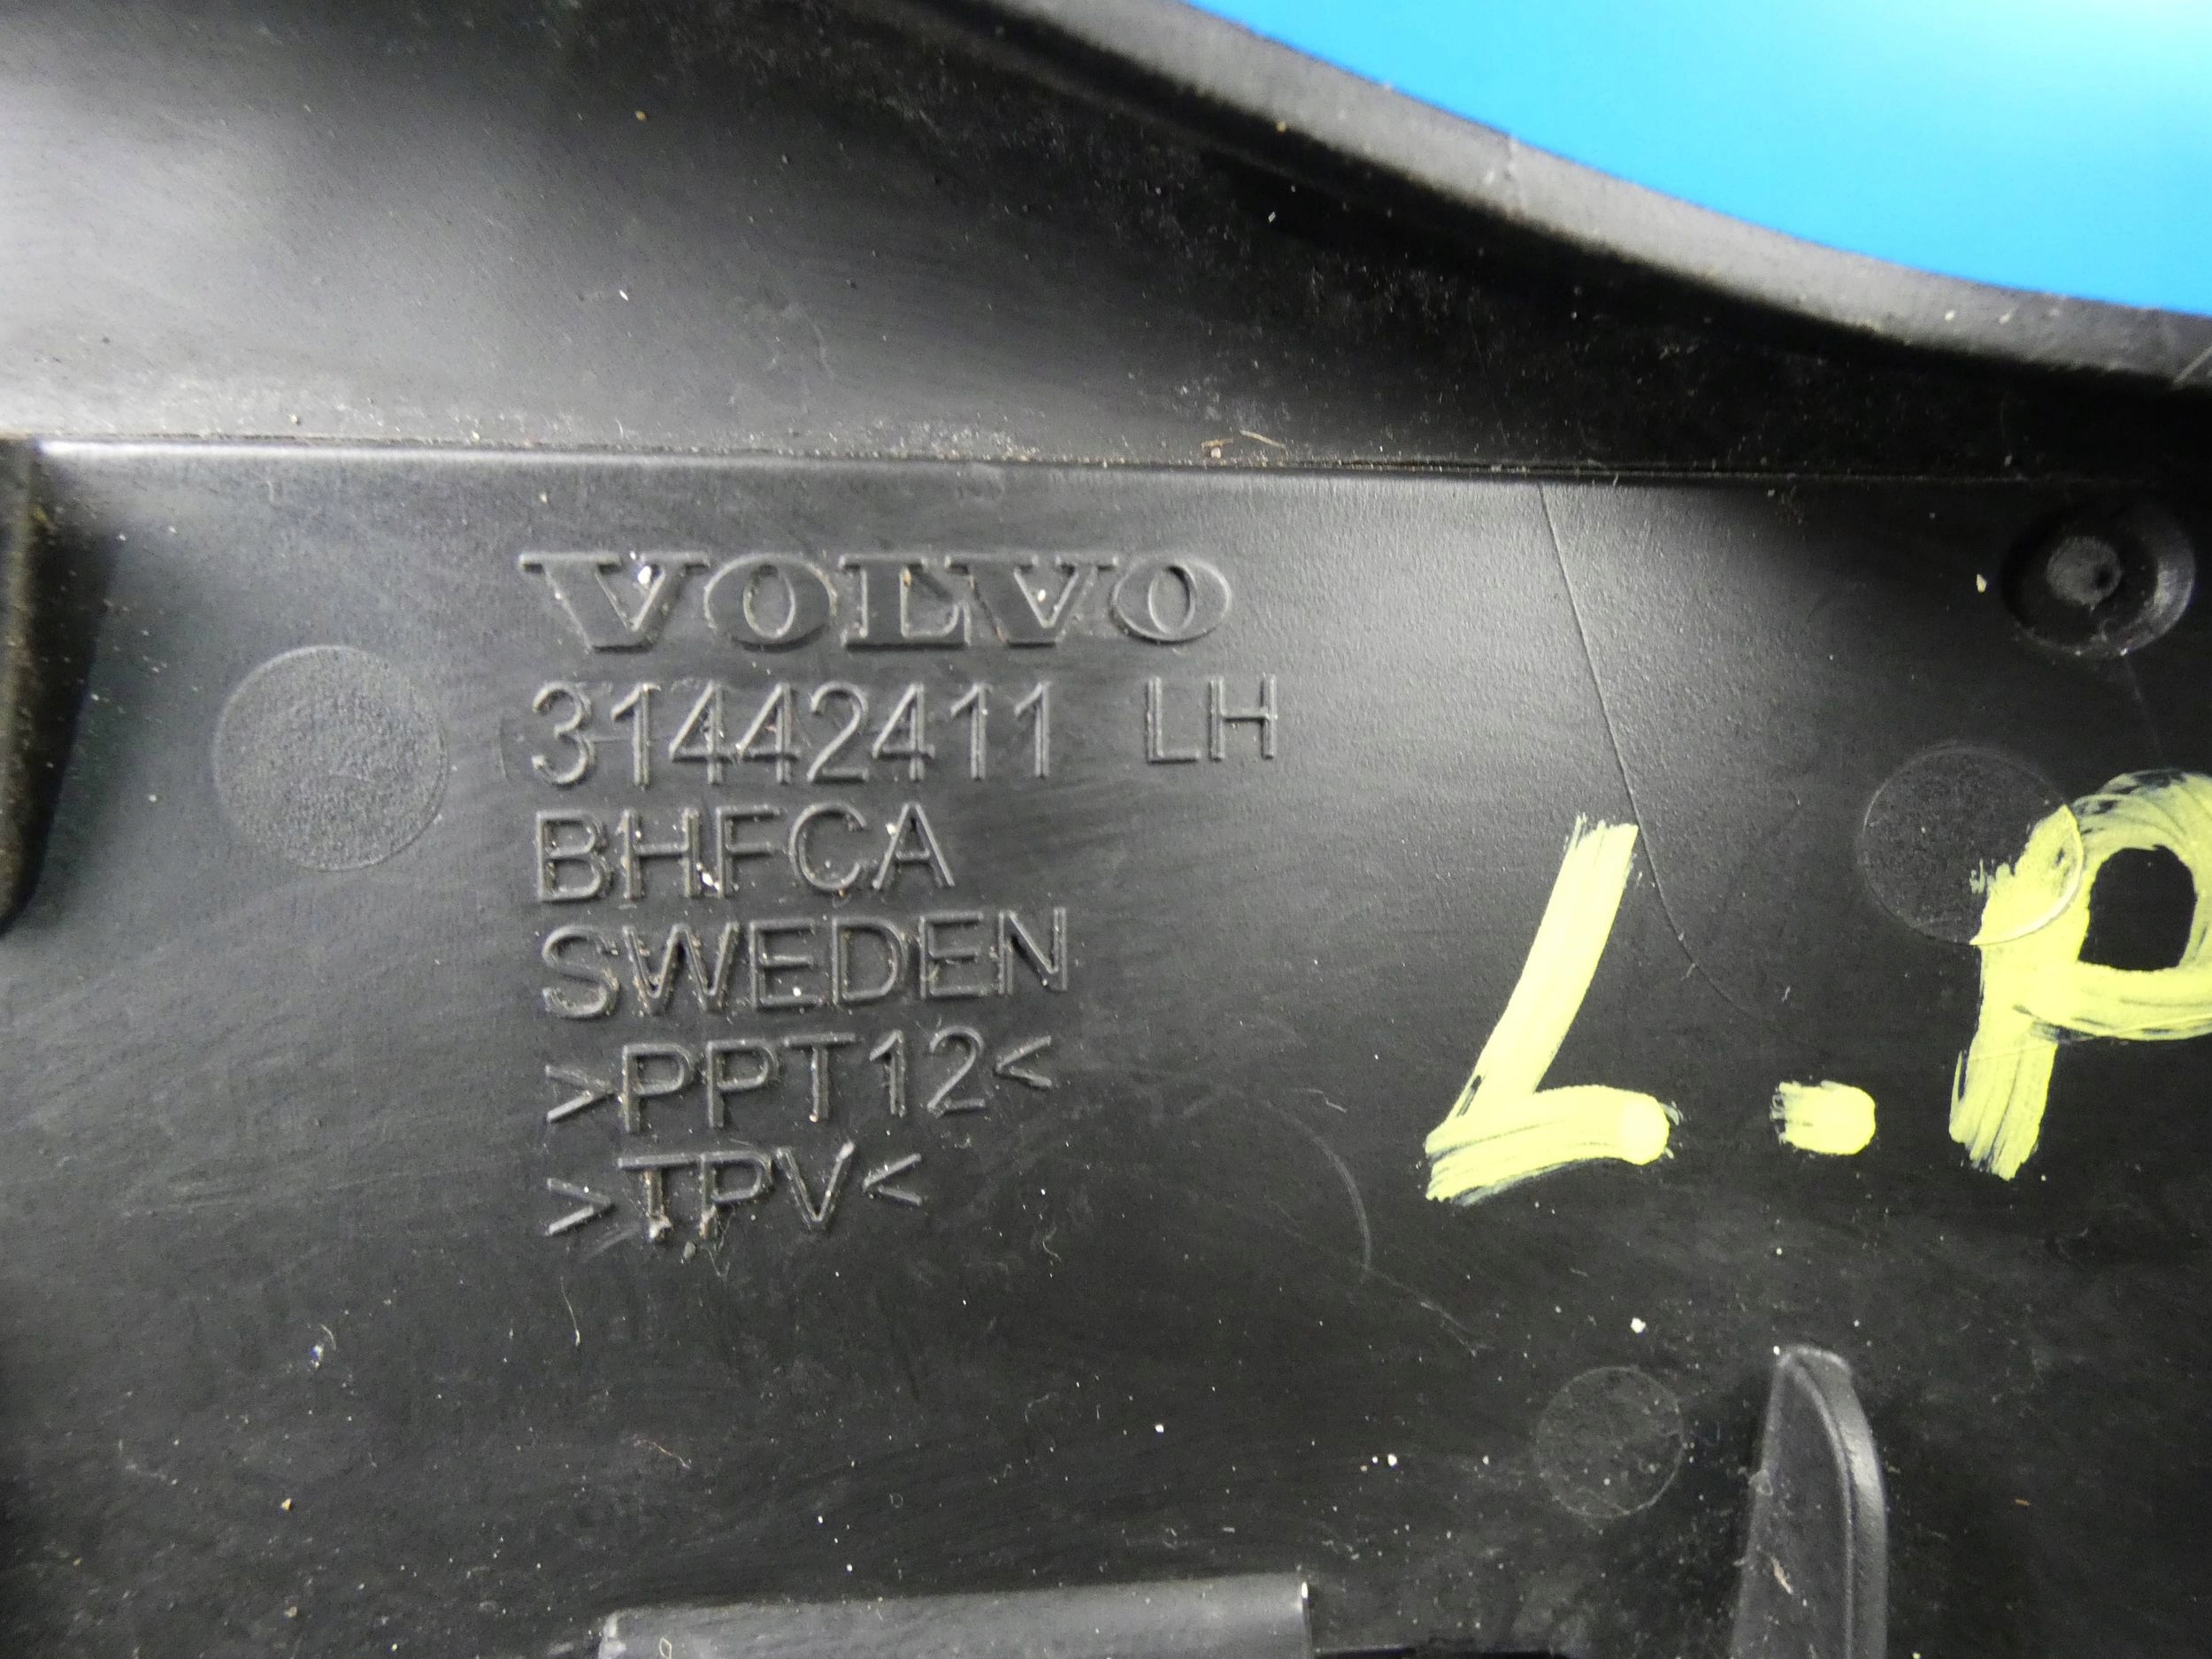 VOLVO
31442411 LH
BHFCA
SWEDEN
>PPT12<
>TPV<
L.P